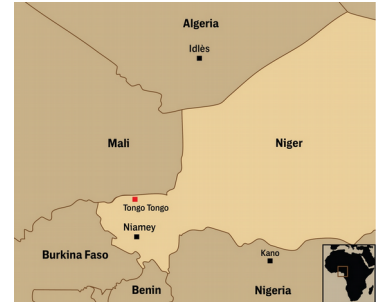 Algeria
Idlès
Mali
Niger
Tongo Tongo
Niamey
Burkina Faso
Kano
Benin
Nigeria